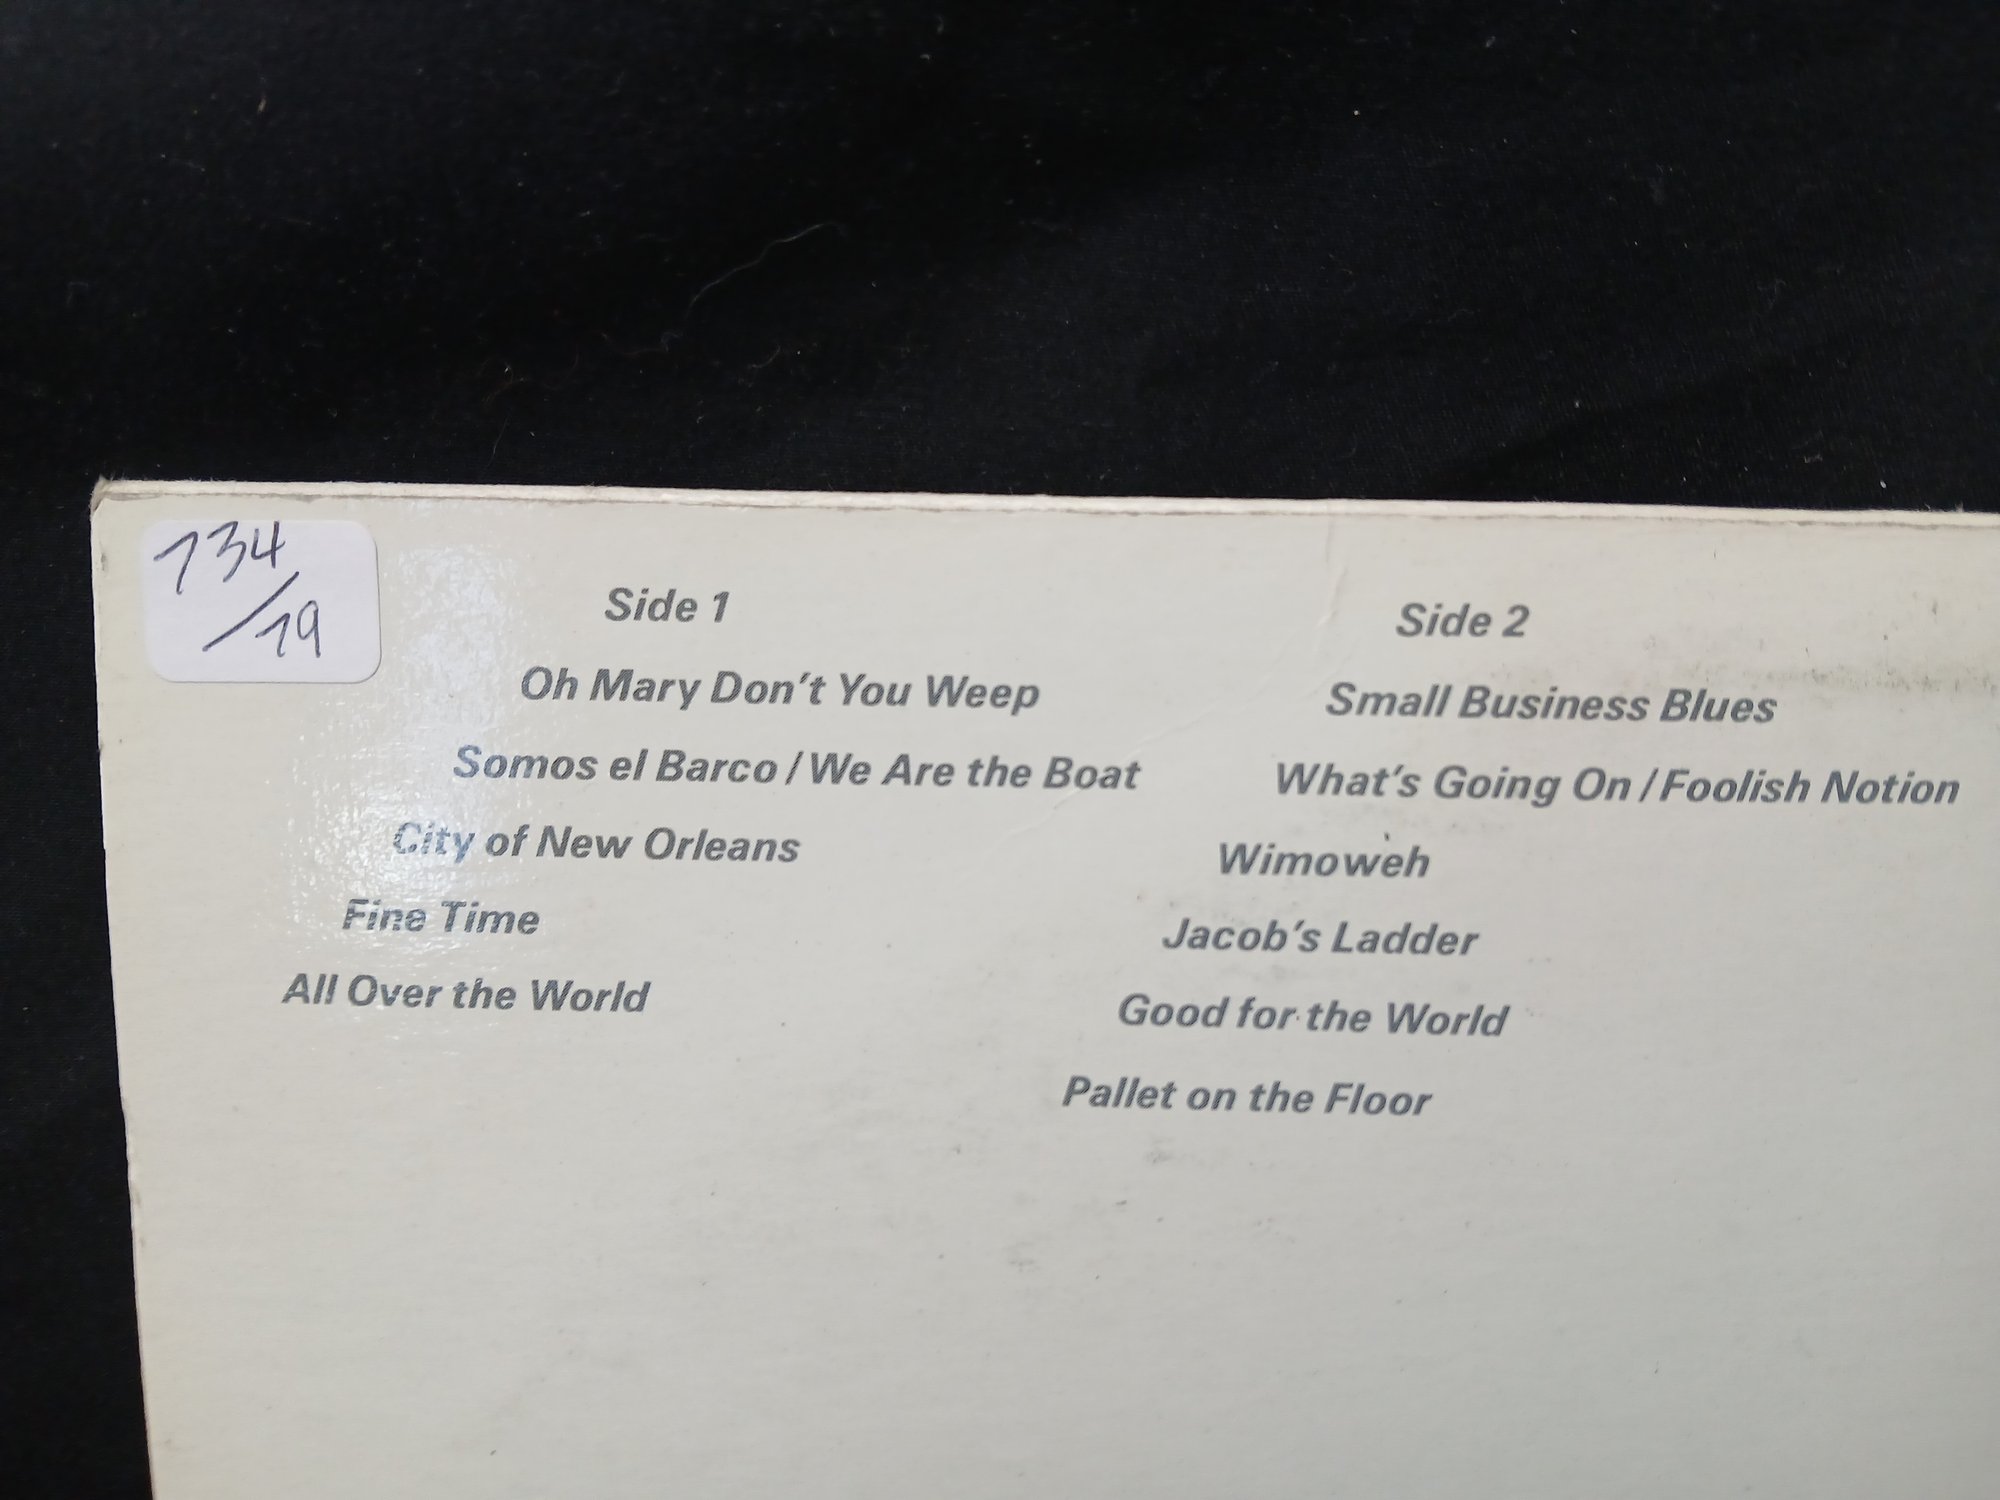 134
/19
Side 1
Oh Mary Don't You Weep
Somos el Barco / We Are the Boat
City of New Orleans
Fine Time
All Over the World
Side 2
Small Business Blues
What's Going On / Foolish Notion
Wimoweh
Jacob's Ladder
Good for the World
Pallet on the Floor